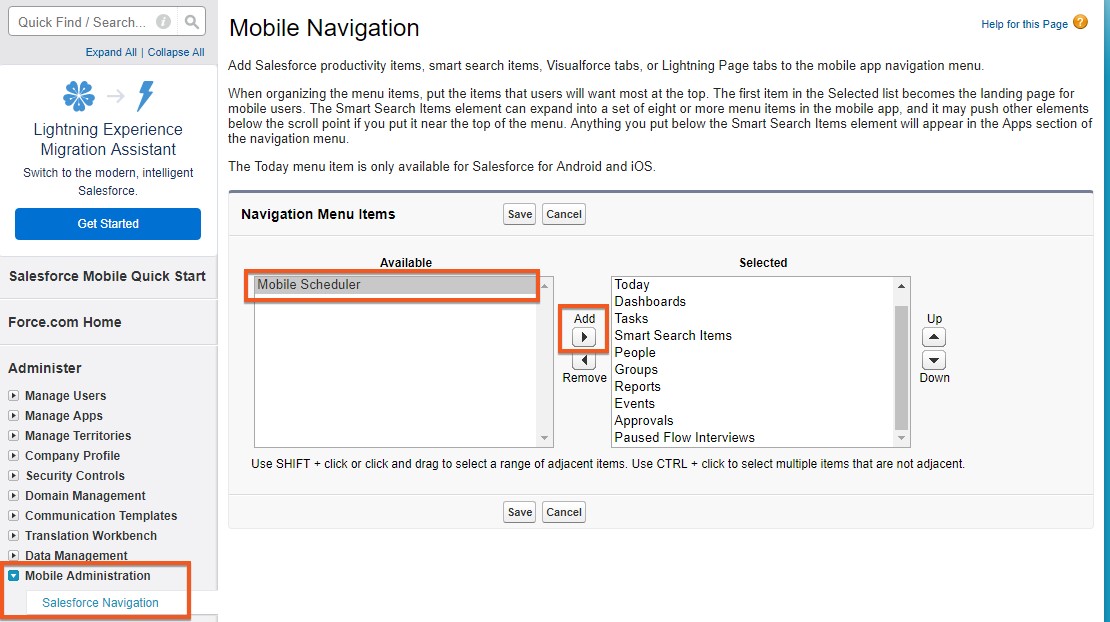 Quick Find / Search...
Expand All | Collapse All
Lightning Experience
Migration Assistant
Switch to the modern, intelligent
Salesforce.
Get Started
Salesforce Mobile Quick Start
Force.com Home
Administer
Manage Users
Manage Apps
Manage Territories
Company Profile
Security Controls
Domain Management
Communication Templates
Translation Workbench
Data Management
Mobile Administration
Salesforce Navigation
Mobile Navigation
Help for this Page ?
Add Salesforce productivity items, smart search items, Visualforce tabs, or Lightning Page tabs to the mobile app navigation menu.
When organizing the menu items, put the items that users will want most at the top. The first item in the Selected list becomes the landing page for
mobile users. The Smart Search Items element can expand into a set of eight or more menu items in the mobile app, and it may push other elements
below the scroll point if you put it near the top of the menu. Anything you put below the Smart Search Items element will appear in the Apps section of
the navigation menu.
The Today menu item is only available for Salesforce for Android and iOS.
Navigation Menu Items
Save Cancel
Available
Mobile Scheduler
Add
Remove
Selected
Today
Dashboards
Tasks
Smart Search Items
People
Groups
Reports
Events
Approvals
Paused Flow Interviews
Up
Down
Use SHIFT + click or click and drag to select a range of adjacent items. Use CTRL + click to select multiple items that are not adjacent.
Save Cancel